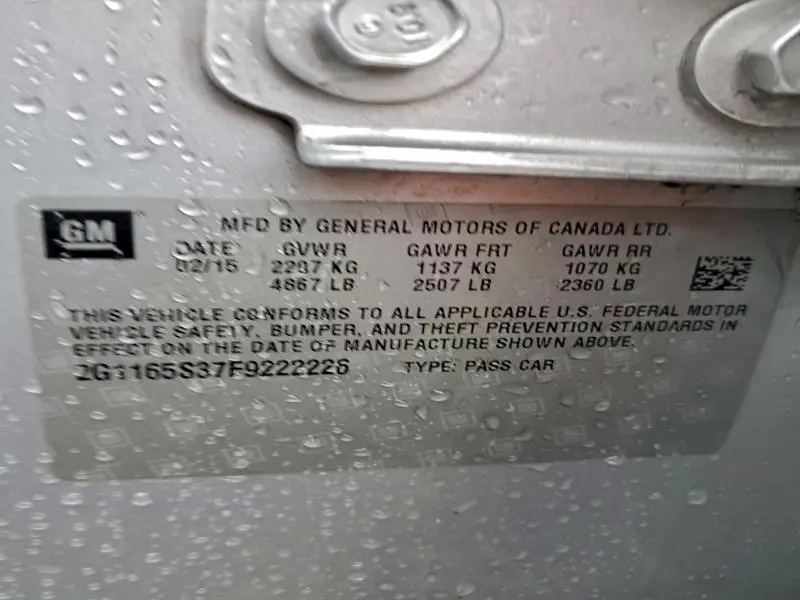 GM
MFD BY GENERAL MOTORS OF CANADA LTD.
DATE GVWR GAWR FRT GAWR RR
02/15 2207 KG 1137 KG 1070 KG
4867 LB 2507 LB 2360 LB
THIS VEHICLE CONFORMS TO ALL APPLICABLE U.S. FEDERAL MOTOR
VEHICLE SAFETY, BUMPER, AND THEFT PREVENTION STANDARDS IN
EFFECT ON THE DATE OF MANUFACTURE SHOWN ABOVE.
2G1165S37F9222228 TYPE: PASS CAR